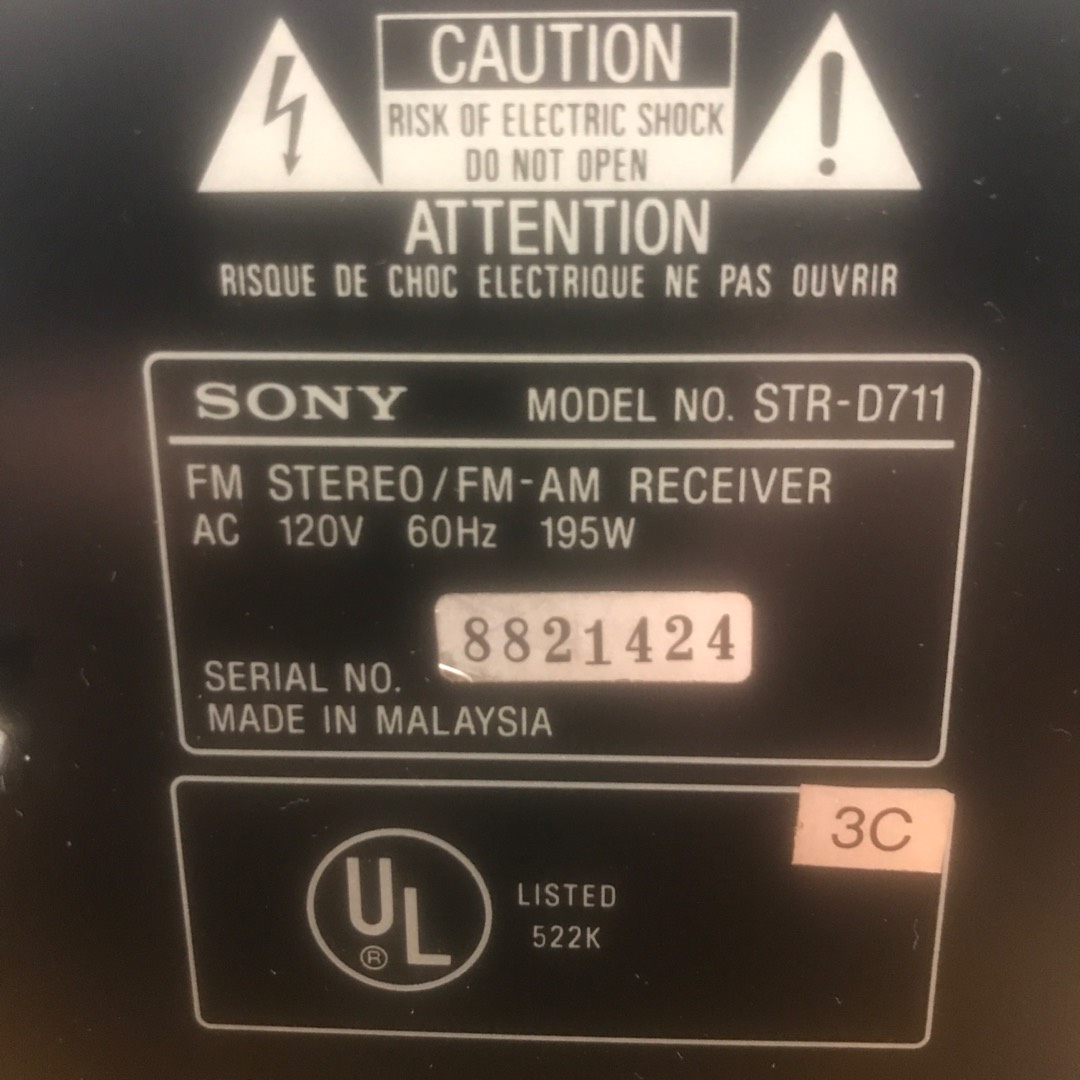 CAUTION
RISK OF ELECTRIC SHOCK
DO NOT OPEN
ATTENTION
RISQUE DE CHOC ELECTRIQUE NE PAS OUVRIR
SONY MODEL NO. STR-D711
FM STEREO/FM-AM RECEIVER
AC 120V 60Hz 195W
8821424
SERIAL NO.
MADE IN MALAYSIA
3C
UL ®
LISTED
522K